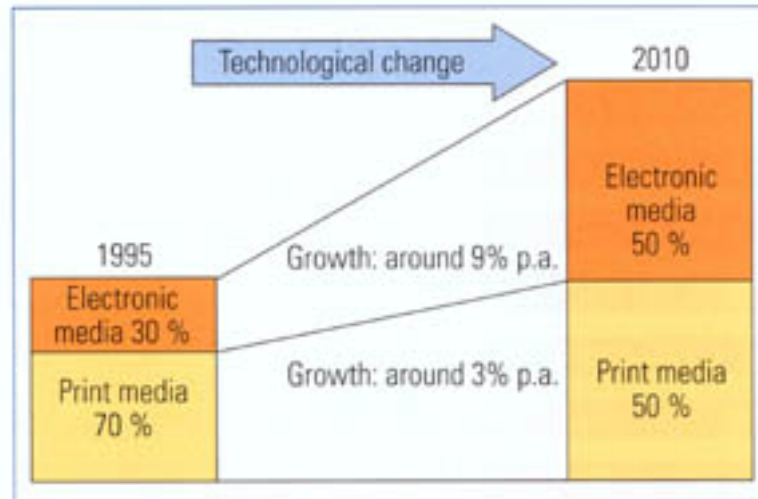 Technological change
2010
1995
Electronic
media
50 %
Growth: around 9% p.a.
Electronic
media 30 %
Growth: around 3% p.a.
Print media
70 %
Print media
50 %